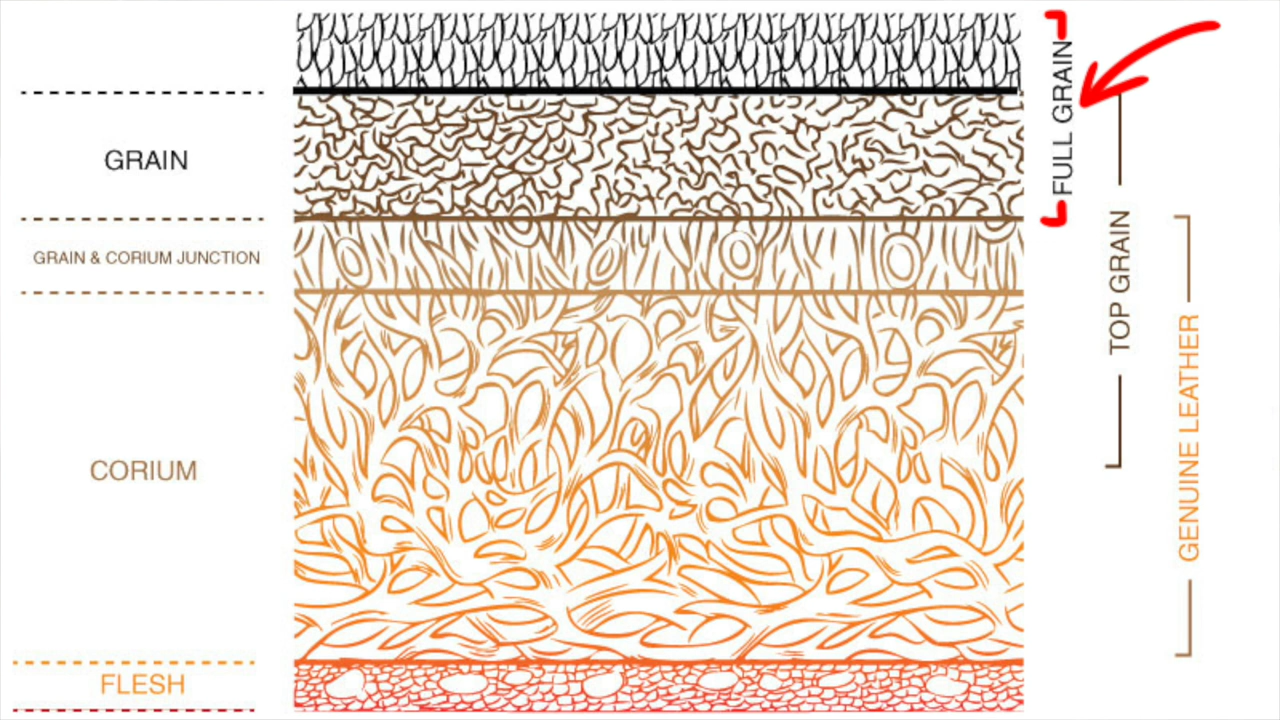 GRAIN
GRAIN & CORIUM JUNCTION
CORIUM
FLESH
FULL GRAIN
TOP GRAIN
GENUINE LEATHER